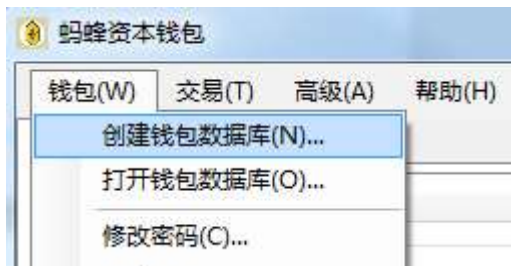 蚂蜂资本钱包
钱包(W) 交易(T) 高级(A) 帮助(H)
创建钱包数据库(N)...
打开钱包数据库(O)...
修改密码(C)...